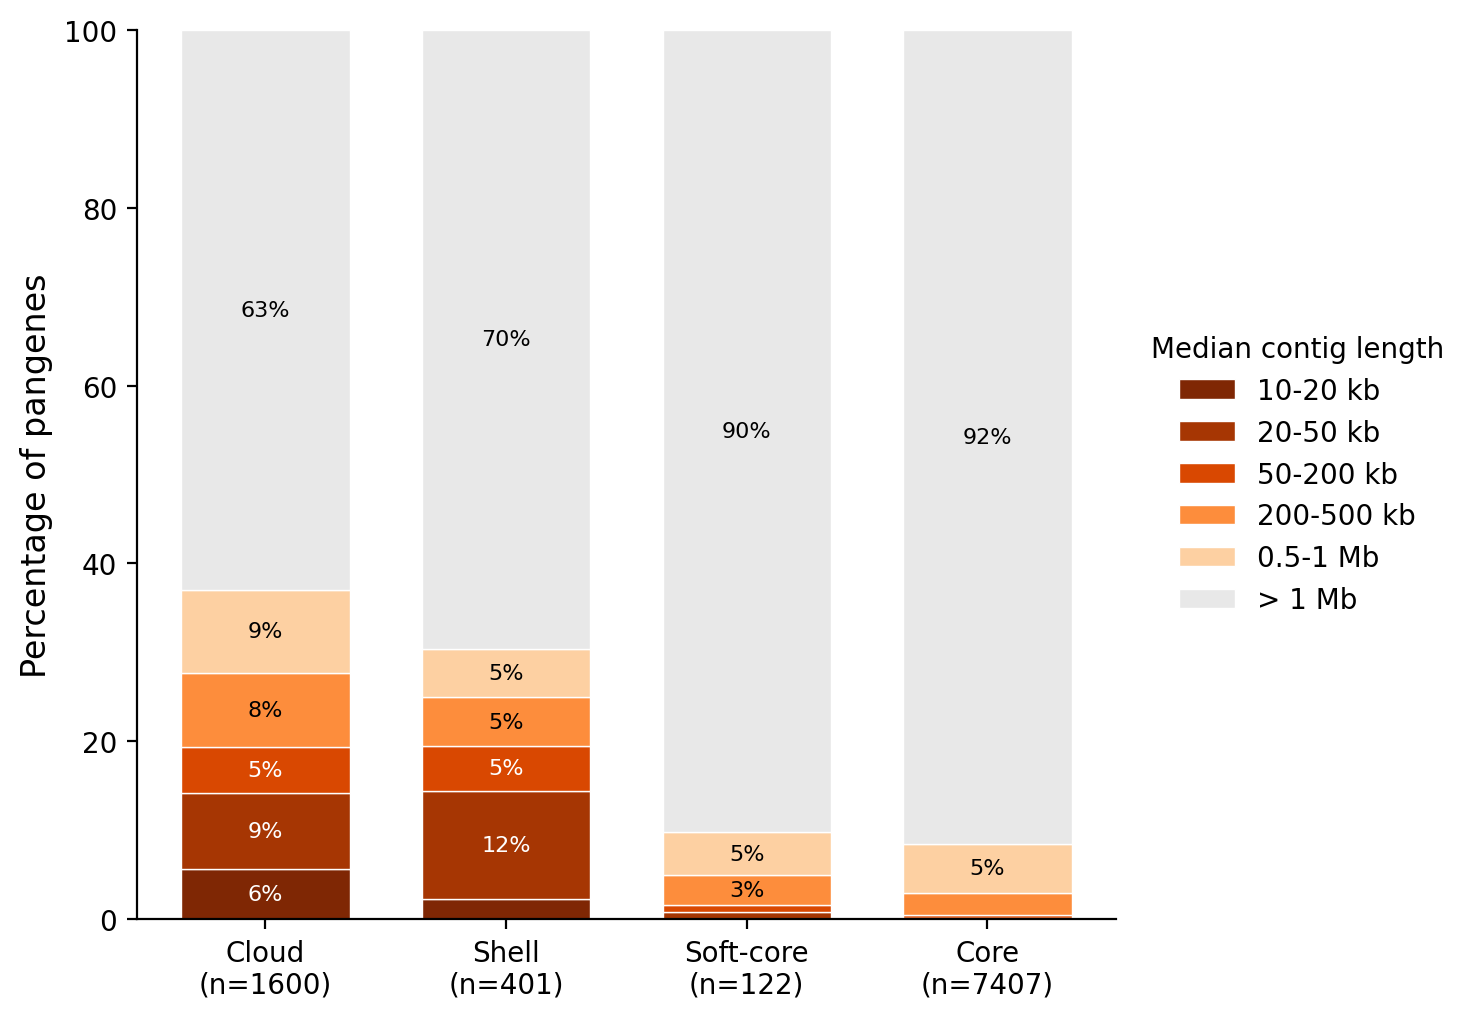 100
80
60
40
20
0
Percentage of pangenes
63%
9%
8%
5%
9%
6%
70%
5%
5%
5%
12%
90%
5%
3%
92%
5%
Cloud
(n=1600)
Shell
(n=401)
Soft-core
(n=122)
Core
(n=7407)
Median contig length
10-20 kb
20-50 kb
50-200 kb
200-500 kb
0.5-1 Mb
> 1 Mb